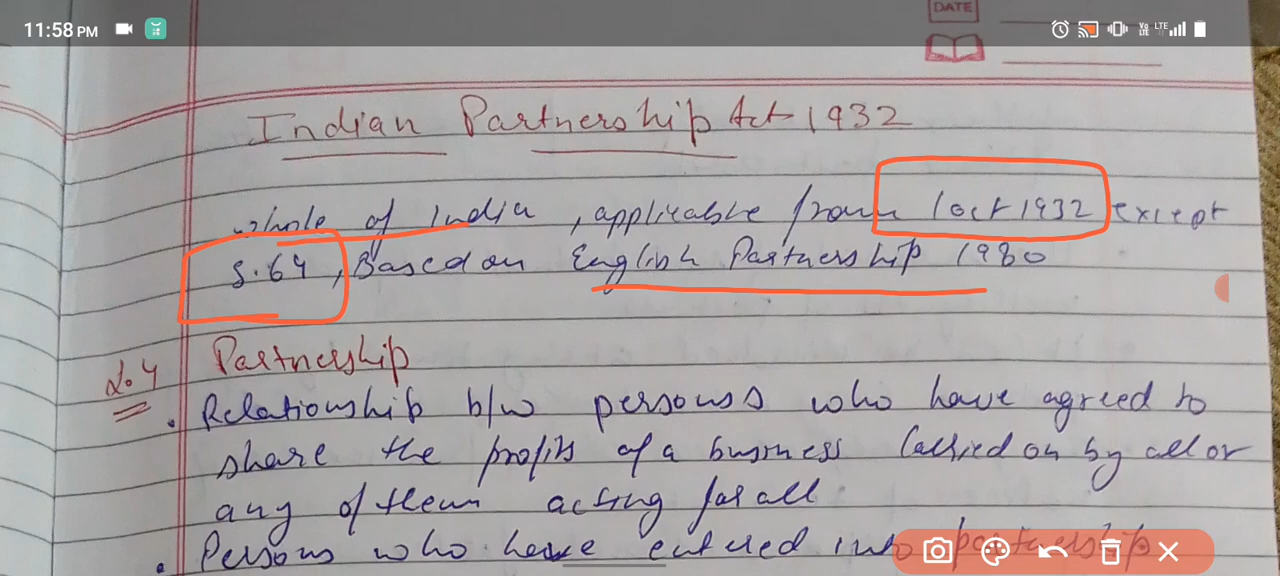 11:58 PM
DATE
Indian Partnership Act 1932
whole of India, applicable from 1 oct 1932 except
S.64, Based on English Partnership 1980
S.4 Partnership
. Relationship b/w persons who have agreed to
share the profits of a business carried on by all or
any of them acting for all
. Persons who have entered into partnership